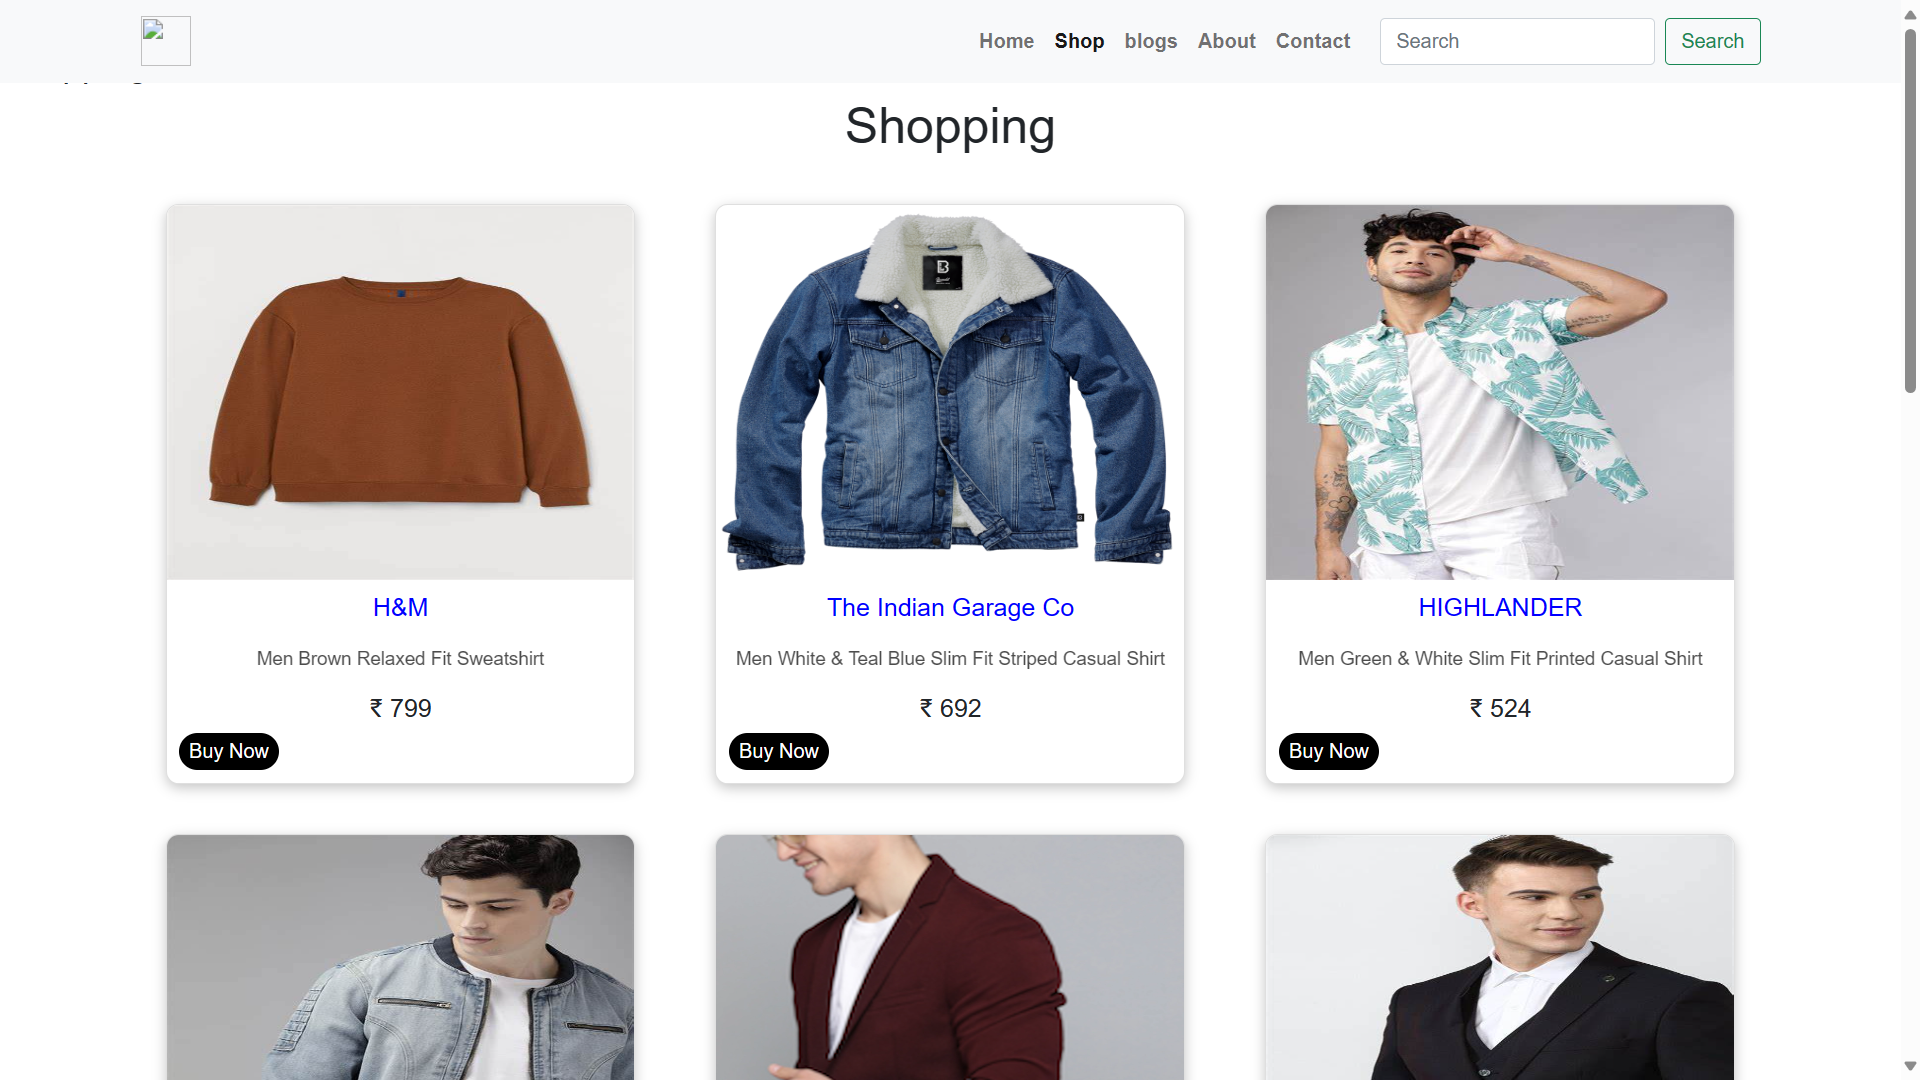 Home Shop blogs About Contact Search Search
Shopping
H&M
Men Brown Relaxed Fit Sweatshirt
₹ 799
Buy Now
The Indian Garage Co
Men White & Teal Blue Slim Fit Striped Casual Shirt
₹ 692
Buy Now
HIGHLANDER
Men Green & White Slim Fit Printed Casual Shirt
₹ 524
Buy Now